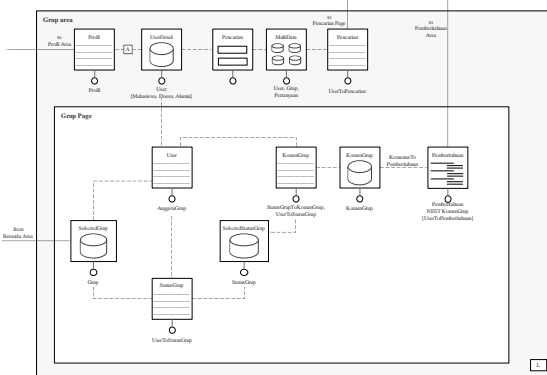 Grup area
to
Pencarian Page
to
Pemberitahuan
Area
to
Profil Area
Profil
A
UserDetail
Pencarian
MultiData
Pencarian
Profil
User
[Mahasiswa. Dosen, Alumni]
User, Grup,
Pertanyaan
UserToPencarian
Grup Page
User
KomenGrup
KomenGrup
KomentarTo
Pemberitahuan
Pemberitahuan
AnggotaGrup
StatusGrupToKomenGrup,
UserToStatusGrup
KomenGrup
Pemberitahuan
NEST KomenGrup
[UserToPemberitahuan]
from
Beranda Area
SelectedGrup
SelectedStatusGrup
Grup
StatusGrup
StatusGrup
UserToStatusGrup
L